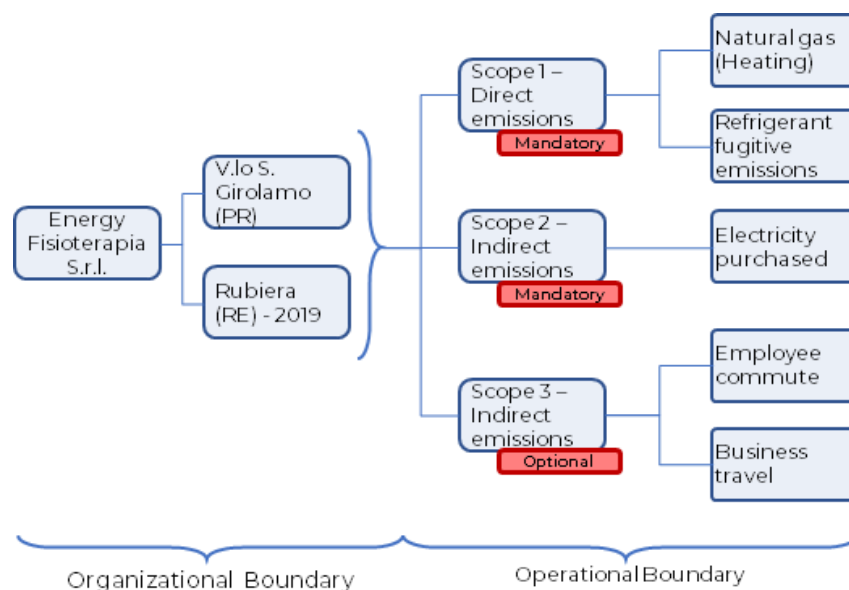 Energy
Fisioterapia
S.r.l.
V.lo S.
Girolamo
(PR)
Rubiera
(RE) - 2019
Scope 1 –
Direct
emissions
Mandatory
Natural gas
(Heating)
Refrigerant
fugitive
emissions
Scope 2 –
Indirect
emissions
Mandatory
Electricity
purchased
Scope 3 –
Indirect
emissions
Optional
Employee
commute
Business
travel
Organizational Boundary
Operational Boundary